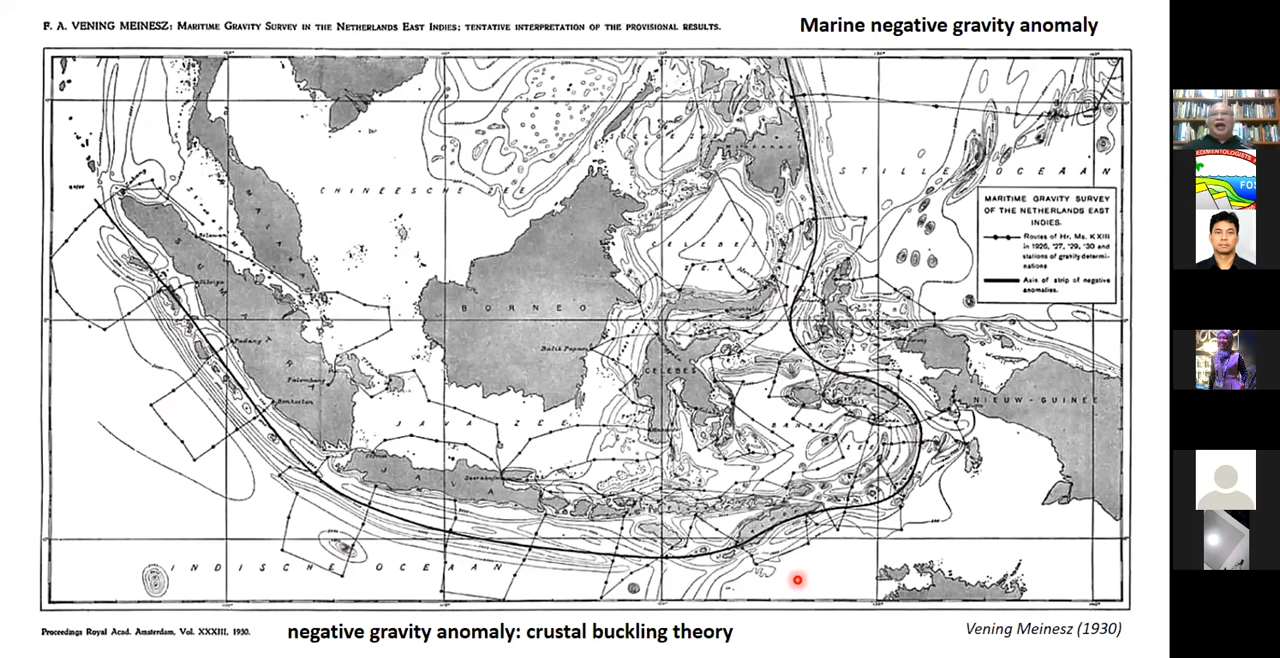 F. A. VENING MEINESZ: MARITIME GRAVITY SURVEY IN THE NETHERLANDS EAST INDIES; TENTATIVE INTERPRETATION OF THE PROVISIONAL RESULTS.
Marine negative gravity anomaly
CHINEESCHE ZEE
STILLE OCEAAN
MARITIME GRAVITY SURVEY
OF THE NETHERLANDS EAST
INDIES.
Routes of Hr. Ms. K XIII
in 1926, '27, '29, '30 and
stations of gravity determi-
nations
Axis of strip of negative
anomalies.
CELEBES
ZEE
BORNEO
Padang
Balik Papan
Palembang
CELEBES
Benkoelen
NIEUW-GUINEE
JAVA ZEE
BANDA
JAVA
Soerabaja
INDISCHE OCEAAN
Proceedings Royal Acad. Amsterdam, Vol. XXXIII, 1930.
negative gravity anomaly: crustal buckling theory
Vening Meinesz (1930)
EDIMENTOLOGISTS
FOS